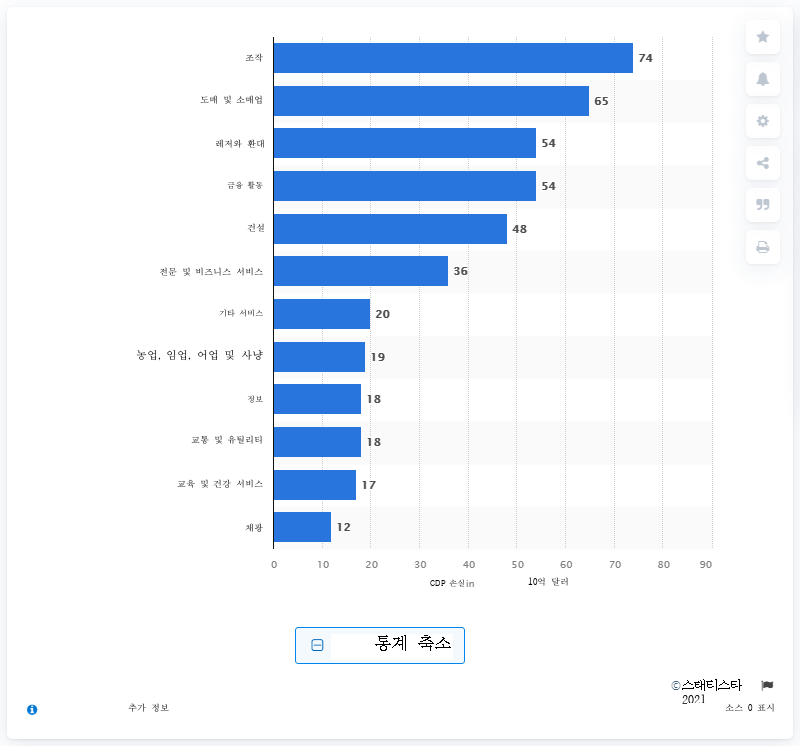 조작
74
도매 및 소매업
65
레저와 환대
54
금융 활동
54
건설
48
전문 및 비즈니스 서비스
36
기타 서비스
20
농업, 임업, 어업 및 사냥
19
정보
18
교통 및 유틸리티
18
교육 및 건강 서비스
17
채광
12
0 10 20 30 40 50 60 70 80 90
CDP 손실in 10억 달러
통계 축소
©스태티스타
2021
추가 정보
소스 0 표시